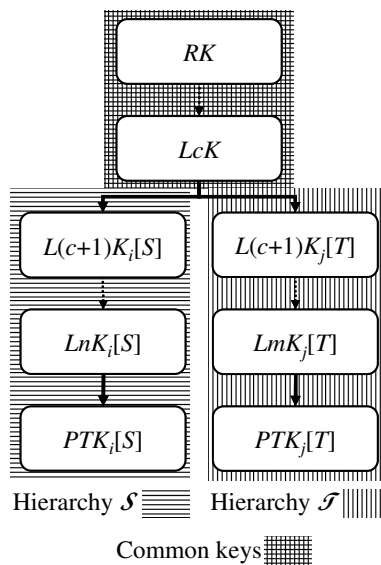 RK
LcK
L(c+1)Kᵢ[S] L(c+1)Kⱼ[T]
LnKᵢ[S] LmKⱼ[T]
PTKᵢ[S] PTKⱼ[T]
Hierarchy 𝓢 Hierarchy 𝓣
Common keys